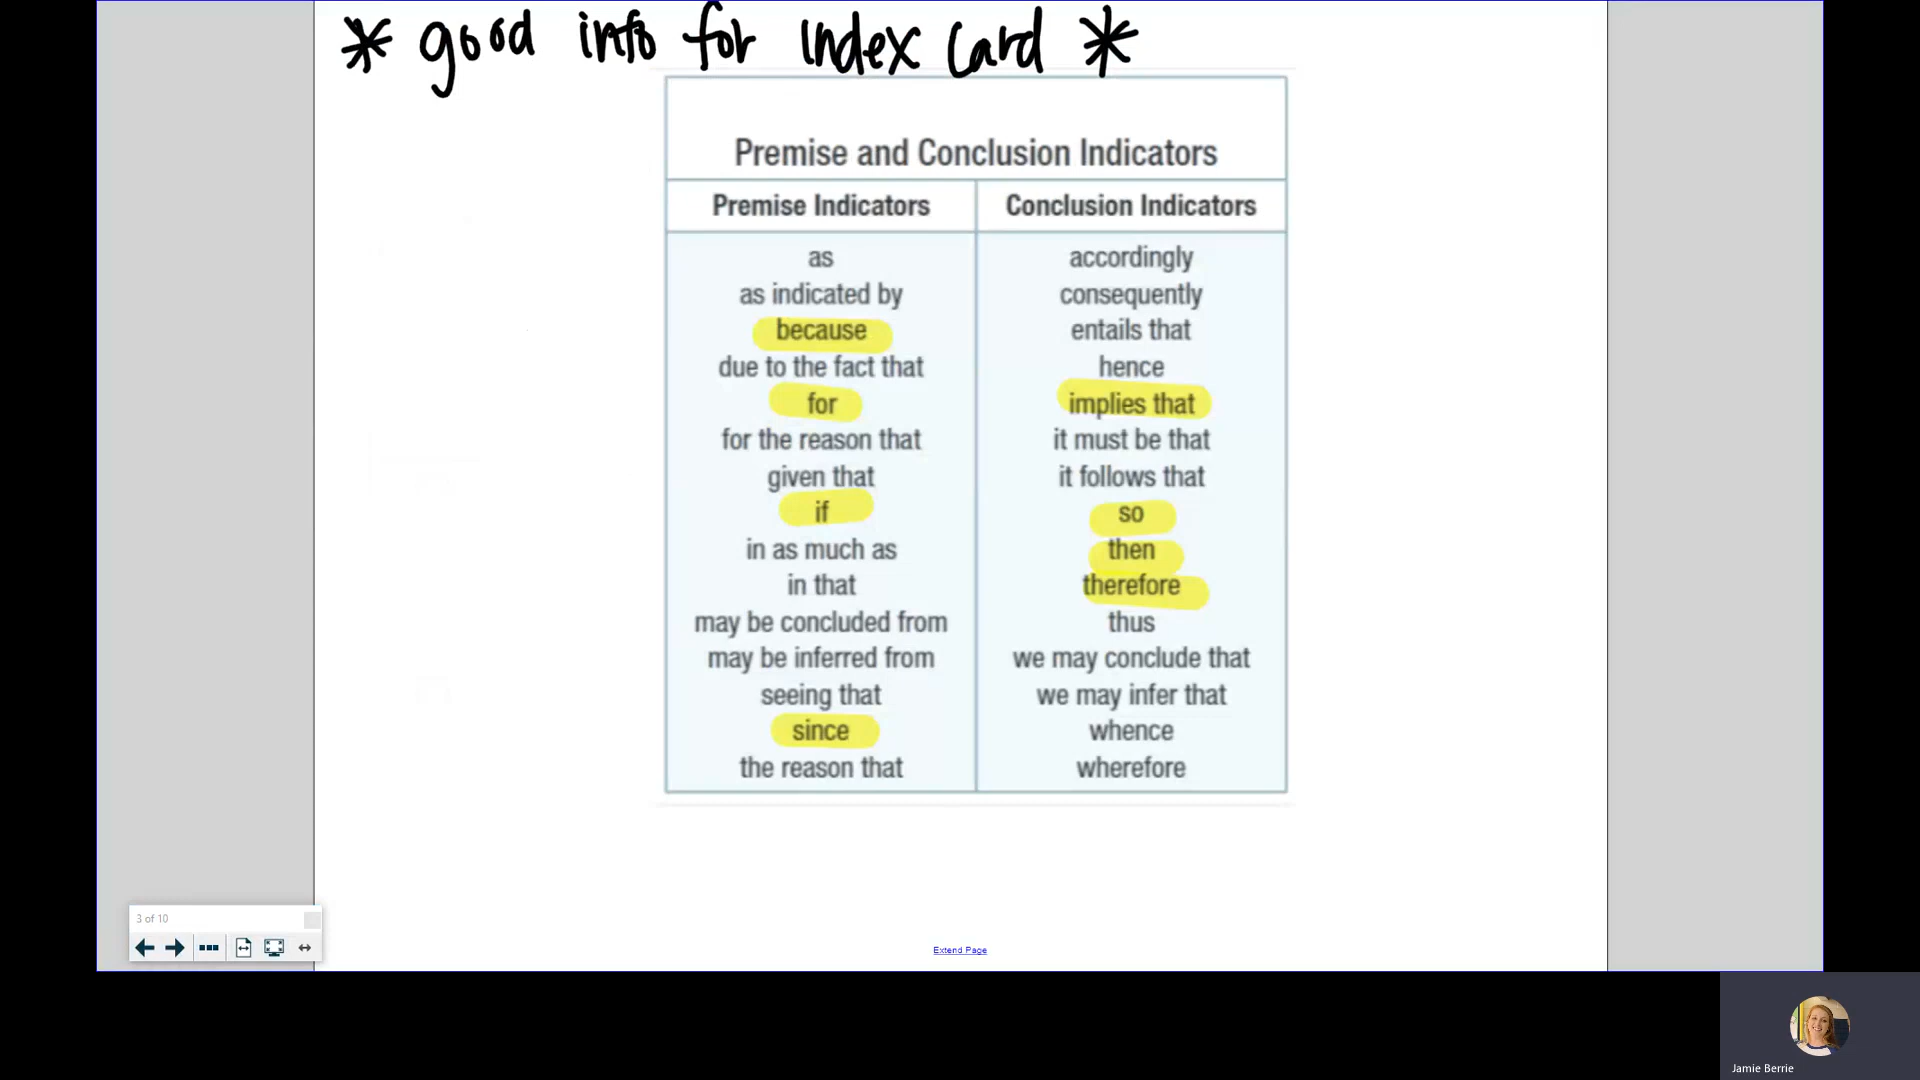 * good info for Index Card *
Premise and Conclusion Indicators
Premise Indicators Conclusion Indicators
as accordingly
as indicated by consequently
because entails that
due to the fact that hence
for implies that
for the reason that it must be that
given that it follows that
if so
in as much as then
in that therefore
may be concluded from thus
may be inferred from we may conclude that
seeing that we may infer that
since whence
the reason that wherefore
3 of 10
Extend Page
Jamie Berrie